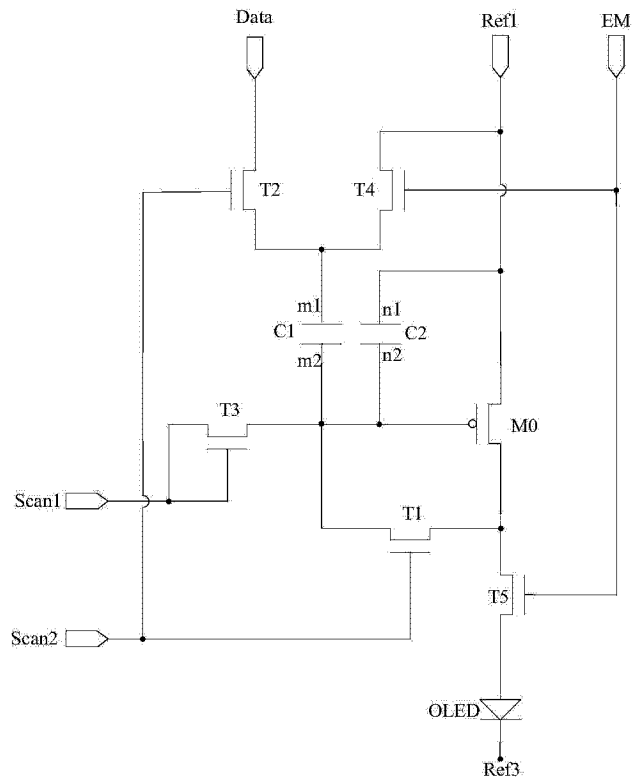 Data
Ref1
EM
T2
T4
m1
n1
C1
C2
m2
n2
T3
M0
Scan1
T1
T5
Scan2
OLED
Ref3